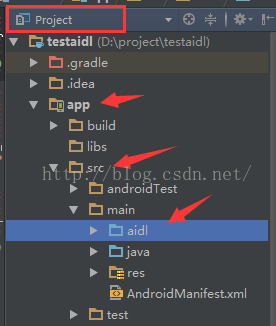 Project
testaidl (D:\project\testaidl)
.gradle
.idea
app
build
libs
src
http://blog.csdn.net/
androidTest
main
aidl
java
res
AndroidManifest.xml
test